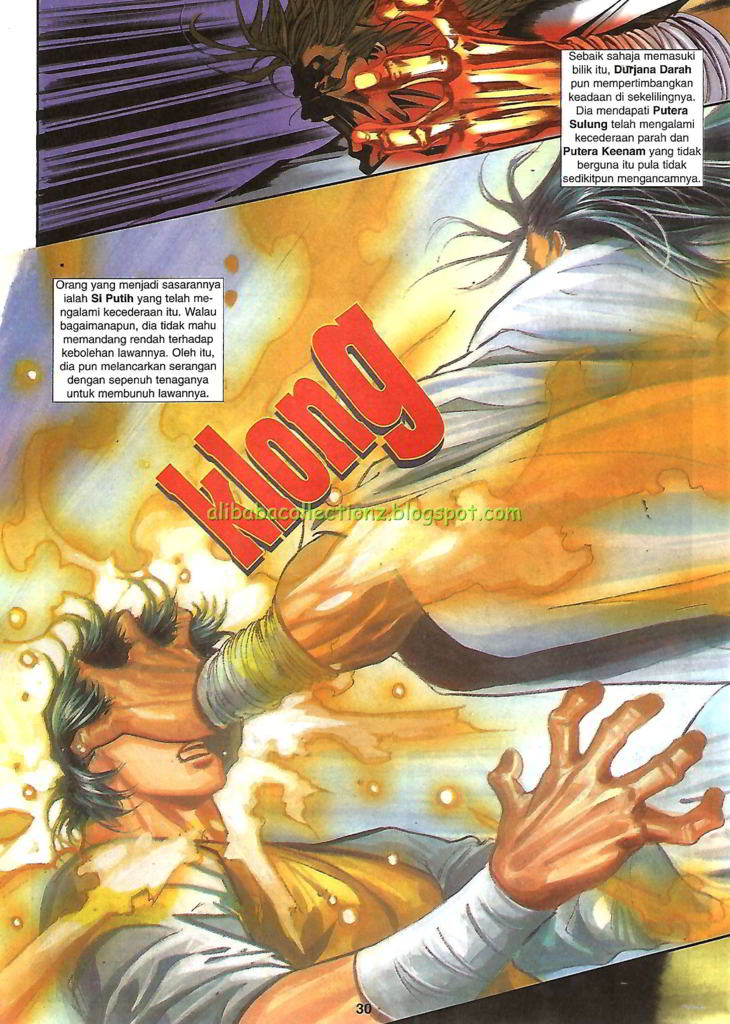 Sebaik sahaja memasuki
bilik itu, Durjana Darah
pun mempertimbangkan
keadaan di sekelilingnya.
Dia mendapati Putera
Sulung telah mengalami
kecederaan parah dan
Putera Keenam yang tidak
berguna itu pula tidak
sedikitpun mengancamnya.
Orang yang menjadi sasarannya
ialah Si Putih yang telah me-
ngalami kecederaan itu. Walau
bagaimanapun, dia tidak mahu
memandang rendah terhadap
kebolehan lawannya. Oleh itu,
dia pun melancarkan serangan
dengan sepenuh tenaganya
untuk membunuh lawannya.
klong
alibabacollectionz.blogspot.com
30